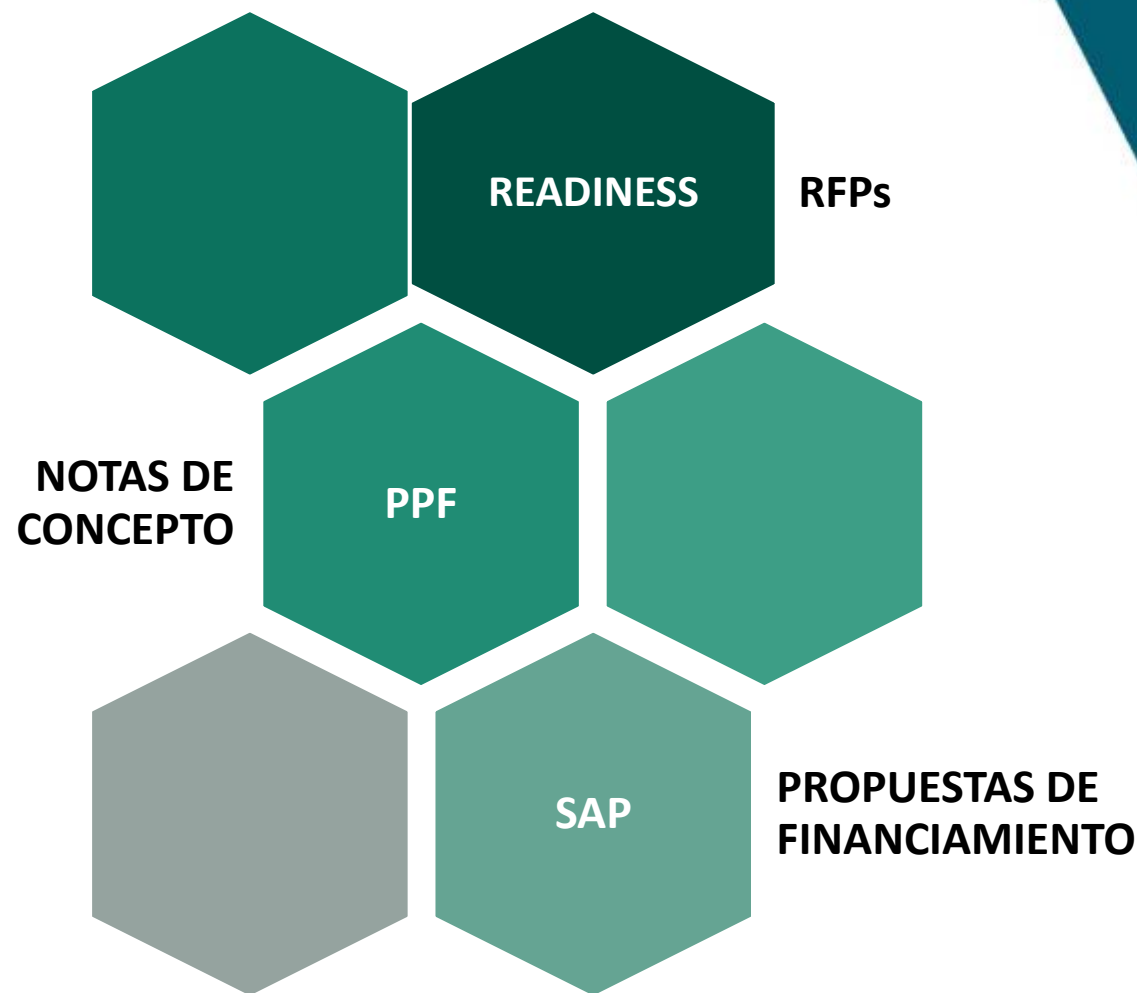 READINESS
RFPs
NOTAS DE
CONCEPTO
PPF
SAP
PROPUESTAS DE
FINANCIAMIENTO